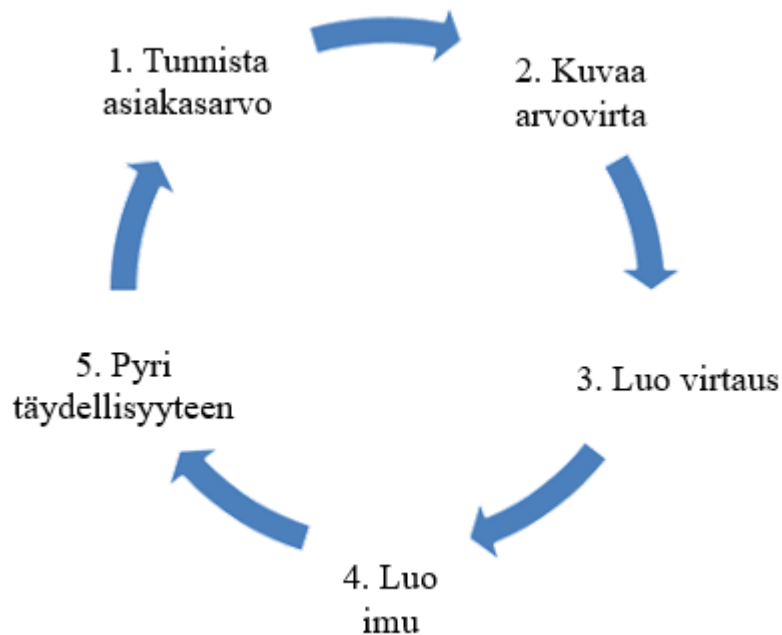 1. Tunnista
asiakasarvo
2. Kuvaa
arvovirta
3. Luo virtaus
4. Luo
imu
5. Pyri
täydellisyyteen